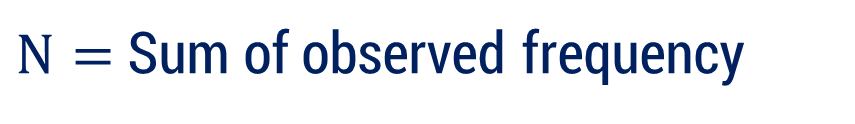 N = Sum of observed frequency